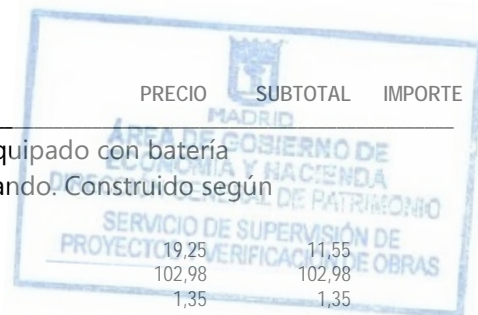 PRECIO SUBTOTAL IMPORTE
MADRID
ÁREA DE GOBIERNO DE
quipado con batería
ECONOMÍA Y HACIENDA
ando. Construido según
DIRECCIÓN GENERAL DE PATRIMONIO
SERVICIO DE SUPERVISIÓN DE
PROYECTOS Y VERIFICACIÓN DE OBRAS
19,25 11,55
102,98 102,98
1,35 1,35